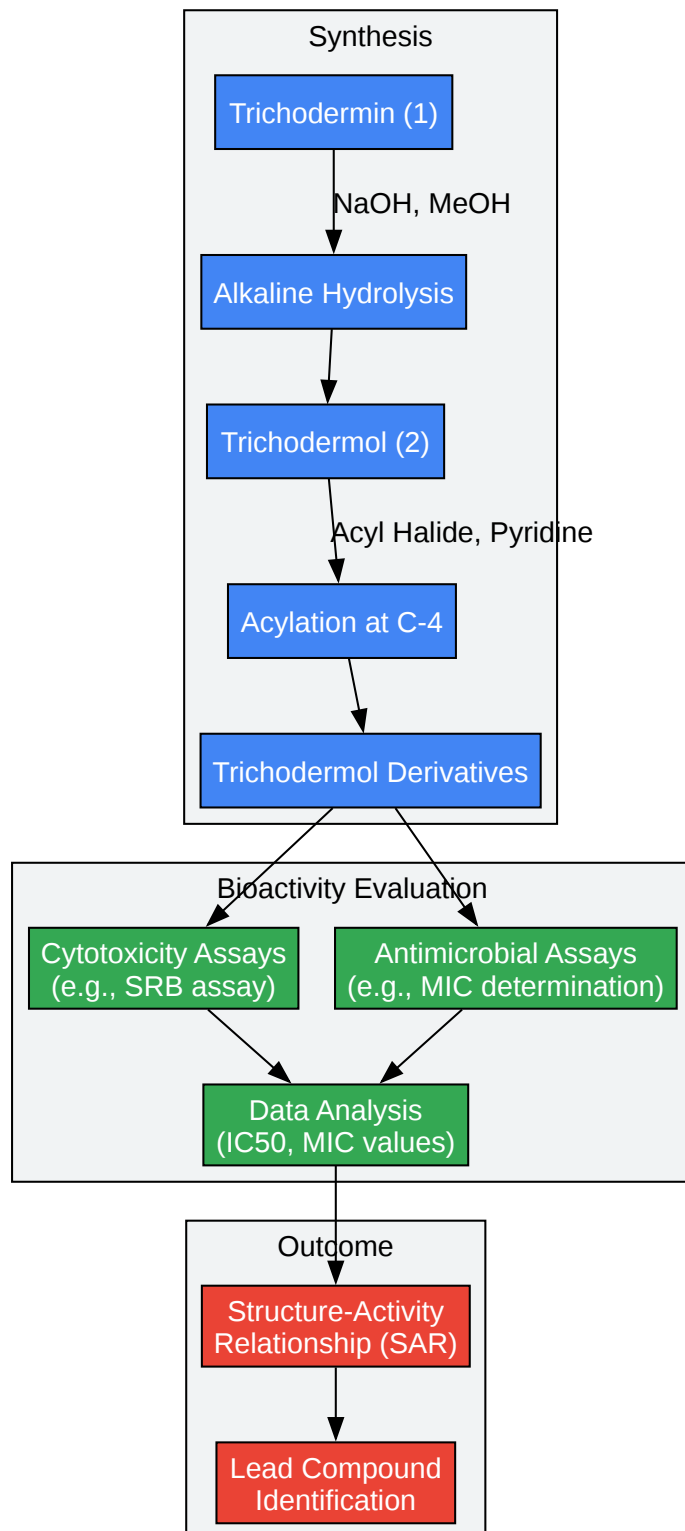 Synthesis
Trichodermin (1)
NaOH, MeOH
Alkaline Hydrolysis
Trichodermol (2)
Acyl Halide, Pyridine
Acylation at C-4
Trichodermol Derivatives
Bioactivity Evaluation
Cytotoxicity Assays
(e.g., SRB assay)
Antimicrobial Assays
(e.g., MIC determination)
Data Analysis
(IC50, MIC values)
Outcome
Structure-Activity
Relationship (SAR)
Lead Compound
Identification